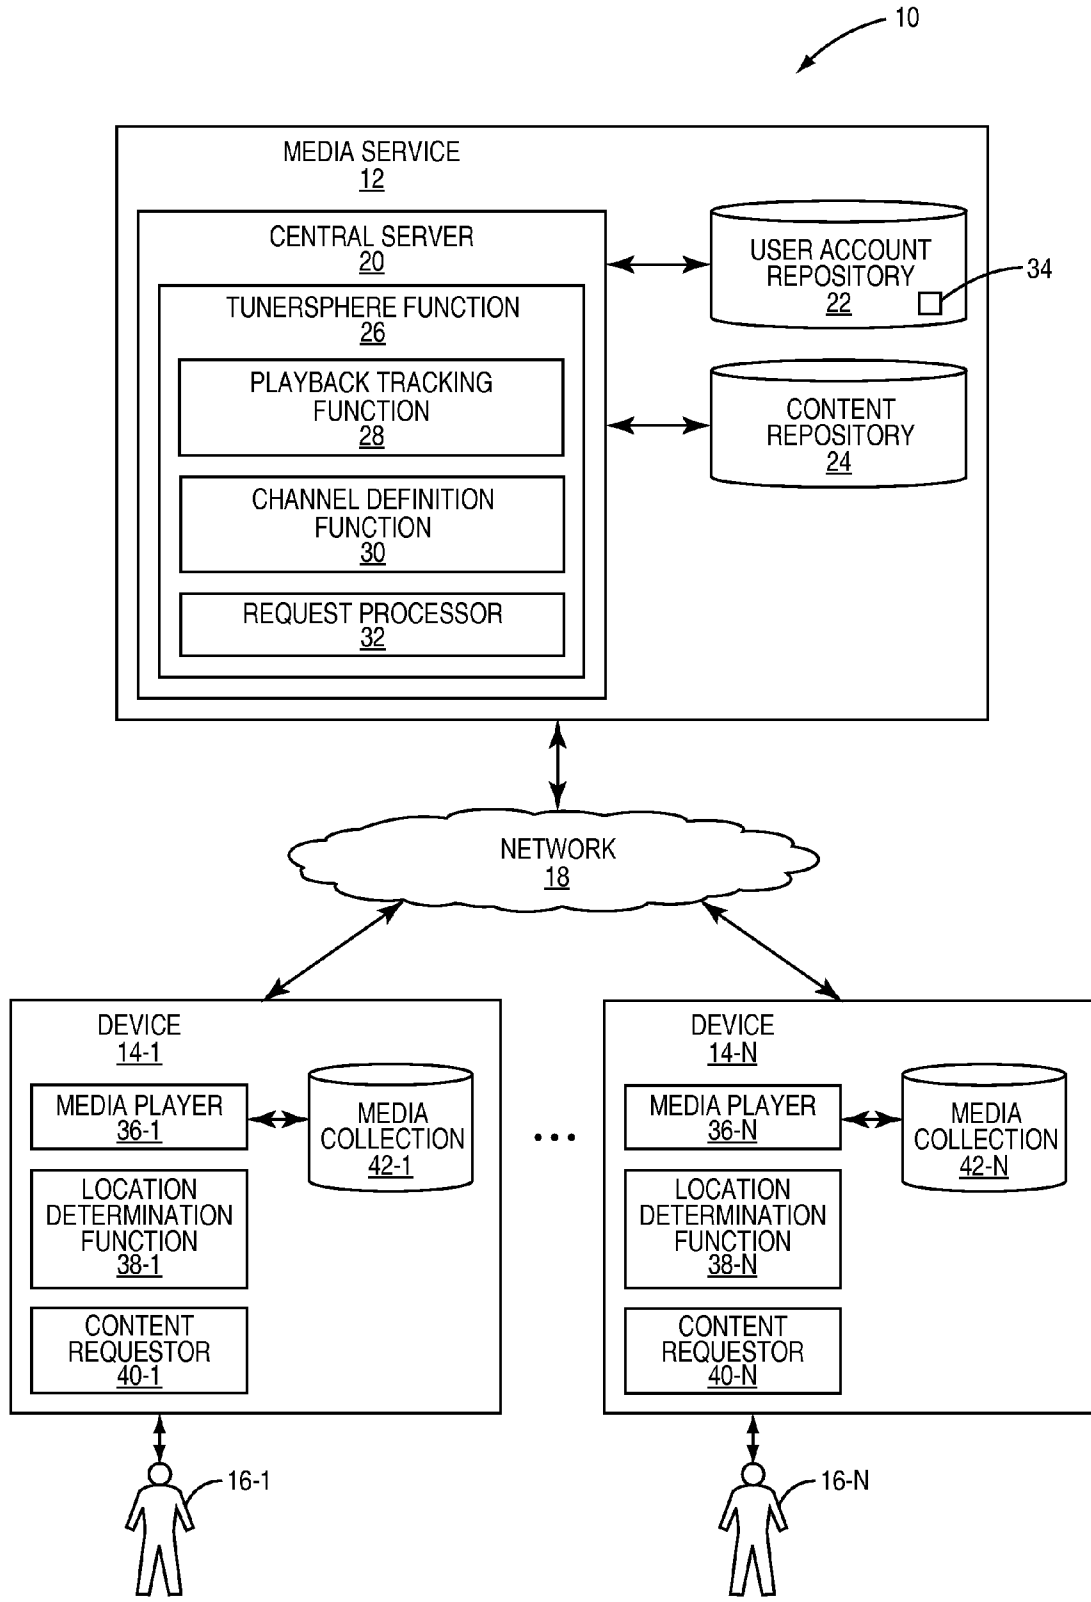 10
MEDIA SERVICE
12
CENTRAL SERVER
20
TUNERSPHERE FUNCTION
26
PLAYBACK TRACKING
FUNCTION
28
CHANNEL DEFINITION
FUNCTION
30
REQUEST PROCESSOR
32
USER ACCOUNT
REPOSITORY
22
34
CONTENT
REPOSITORY
24
NETWORK
18
DEVICE
14-1
MEDIA PLAYER
36-1
MEDIA
COLLECTION
42-1
LOCATION
DETERMINATION
FUNCTION
38-1
CONTENT
REQUESTOR
40-1
16-1
...
DEVICE
14-N
MEDIA PLAYER
36-N
MEDIA
COLLECTION
42-N
LOCATION
DETERMINATION
FUNCTION
38-N
CONTENT
REQUESTOR
40-N
16-N